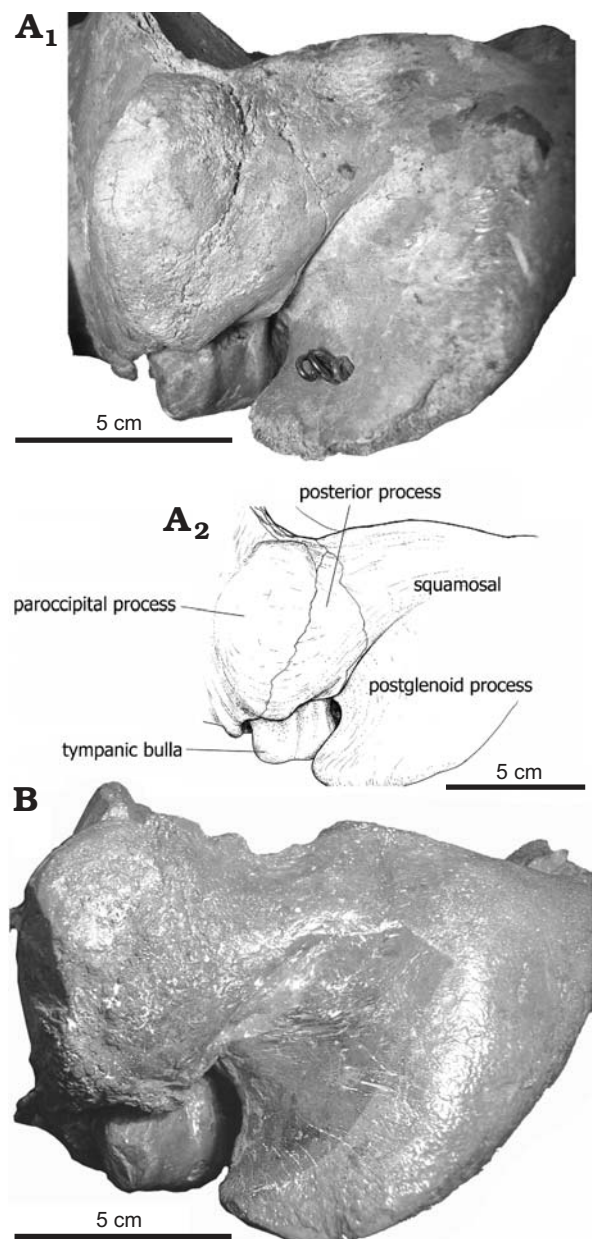 A1
5 cm
A2
posterior process
paroccipital process
squamosal
postglenoid process
tympanic bulla
5 cm
B
5 cm